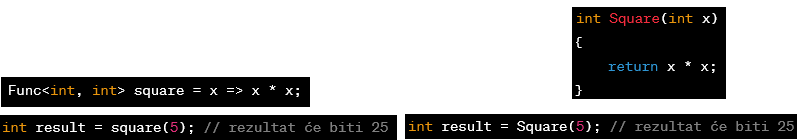 Func<int, int> square = x => x * x;
int result = square(5); // rezultat će biti 25
int Square(int x)
{
    return x * x;
}
int result = Square(5); // rezultat će biti 25